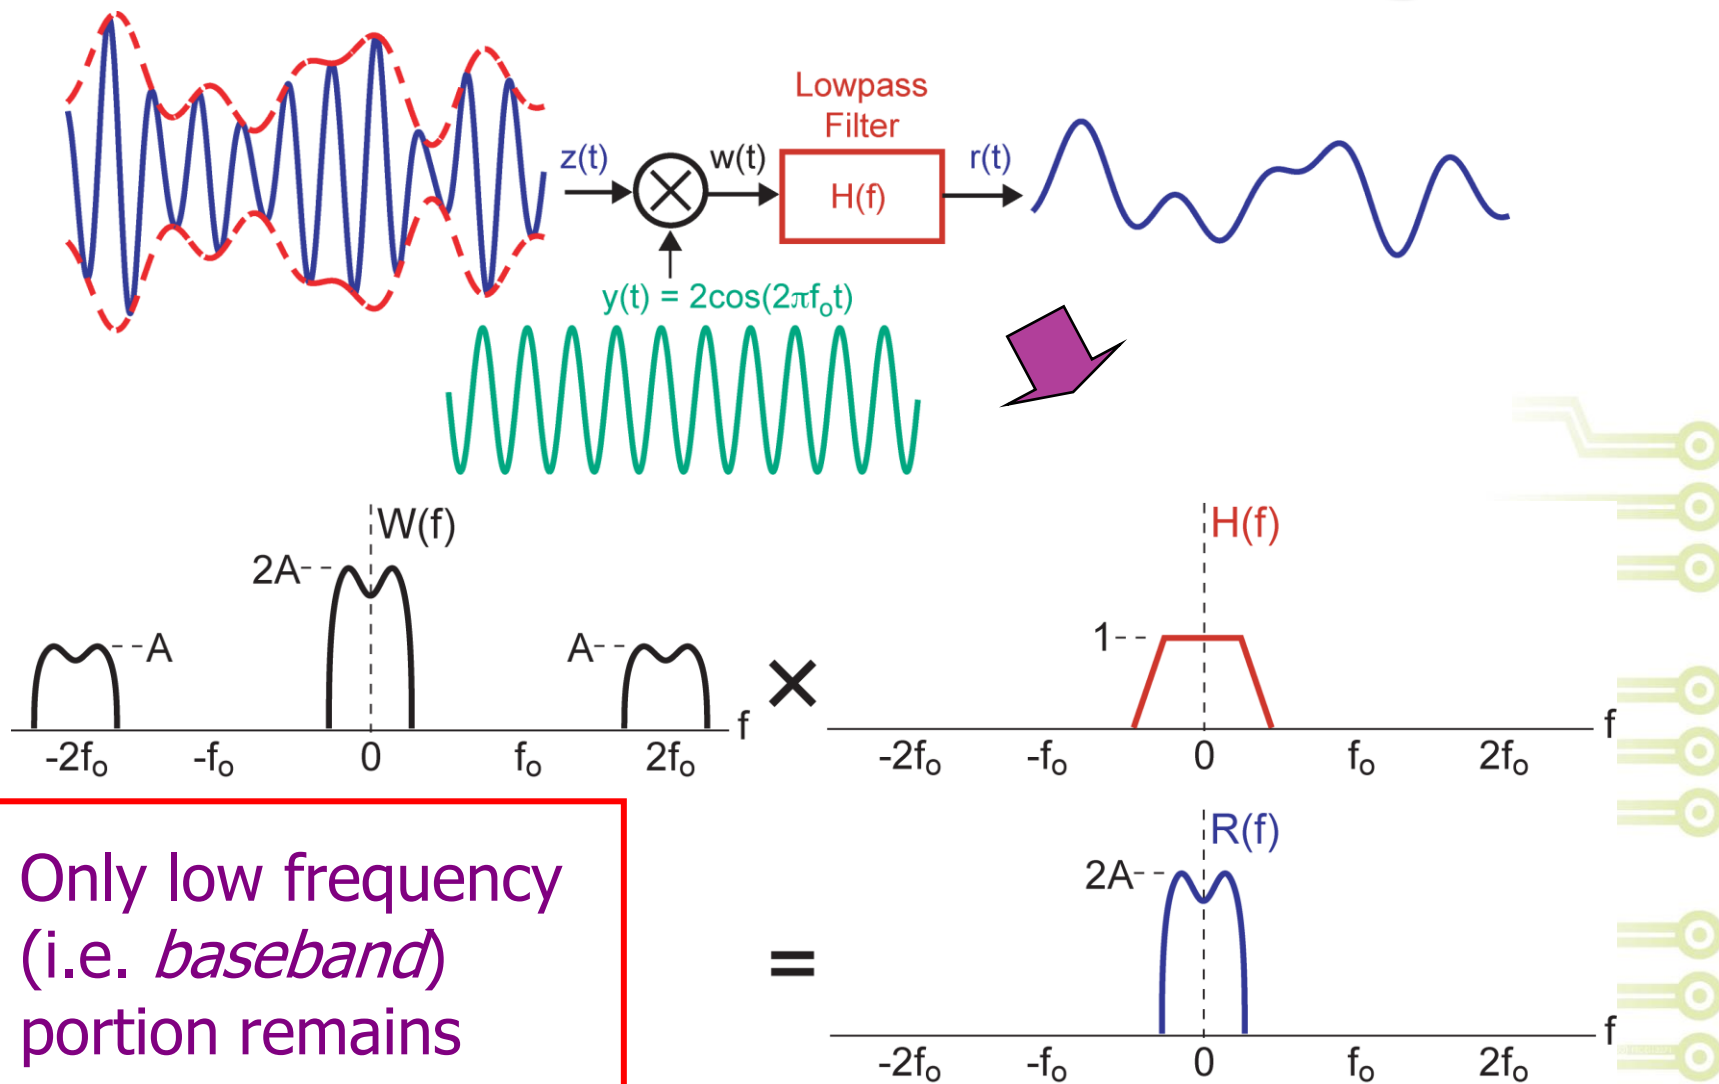 Lowpass
Filter
z(t)
w(t)
H(f)
r(t)
y(t) = 2cos(2πfₒt)
W(f)
2A
A
A
-2fₒ -fₒ 0 fₒ 2fₒ f
×
H(f)
1
-2fₒ -fₒ 0 fₒ 2fₒ f
Only low frequency
(i.e. baseband)
portion remains
=
R(f)
2A
-2fₒ -fₒ 0 fₒ 2fₒ f